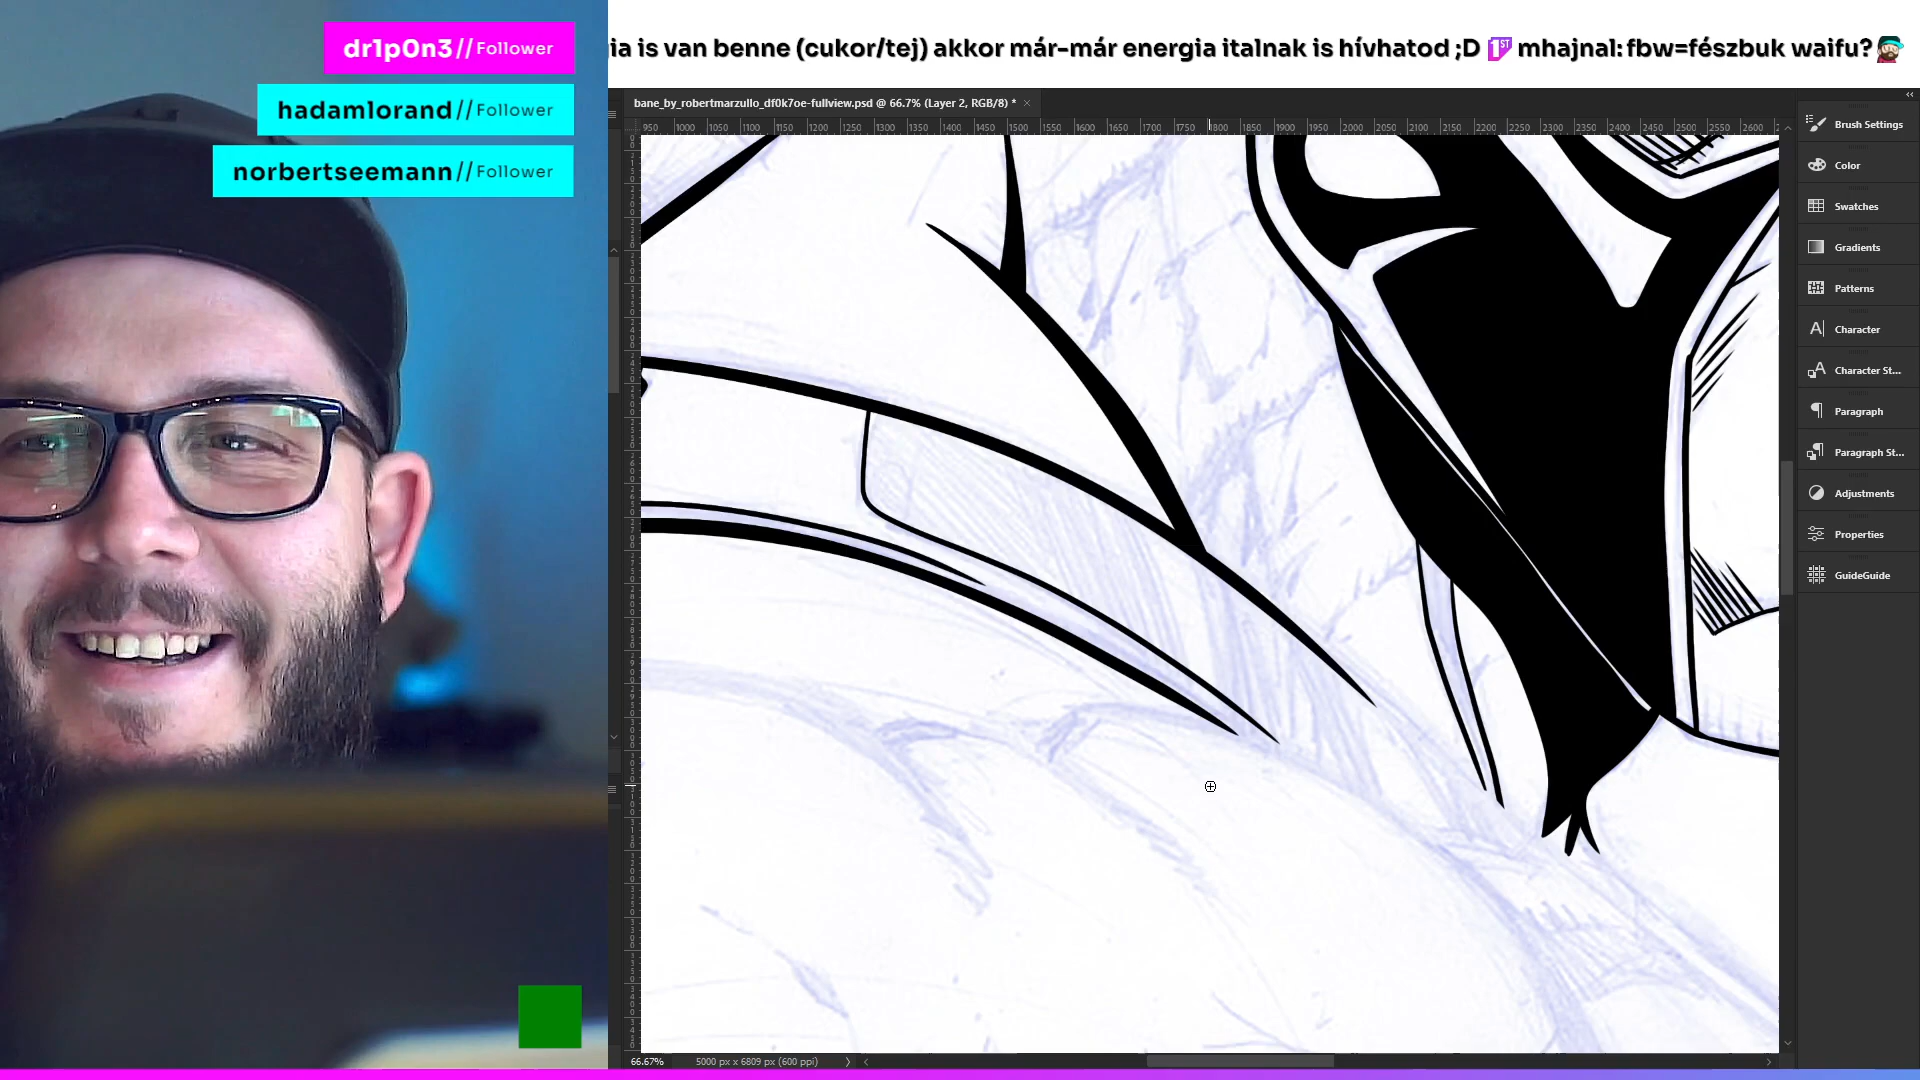 dr1p0n3//Follower
hadamlorand//Follower
norbertseemann//Follower
ia is van benne (cukor/tej) akkor már-már energia italnak is hívhatod ;D 1ST mhajnal: fbw=fészbuk waifu?
bane_by_robertmarzullo_df0k7oe-fullview.psd @ 66.7% (Layer 2, RGB/8) *
950 1000 1050 1100 1150 1200 1250 1300 1350 1400 1450 1500 1550 1600 1650 1700 1750 1800 1850 1900 1950 2000 2050 2100 2150 2200 2250 2300 2350 2400 2450 2500 2550 2600
Brush Settings
Color
Swatches
Gradients
Patterns
Character
Character St...
Paragraph
Paragraph St...
Adjustments
Properties
GuideGuide
66.67% 5000 px x 6809 px (600 ppi)